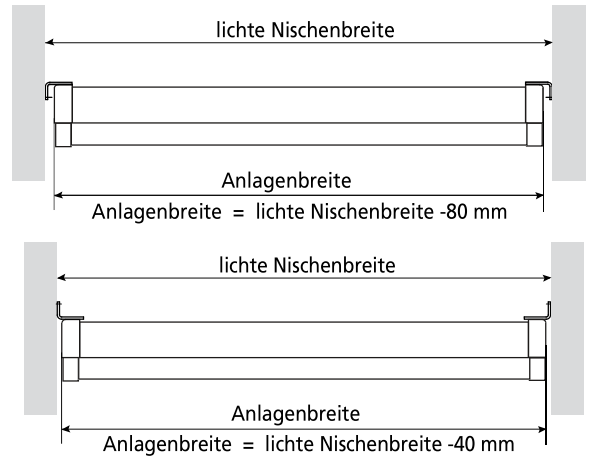 lichte Nischenbreite
Anlagenbreite
Anlagenbreite = lichte Nischenbreite -80 mm
lichte Nischenbreite
Anlagenbreite
Anlagenbreite = lichte Nischenbreite -40 mm